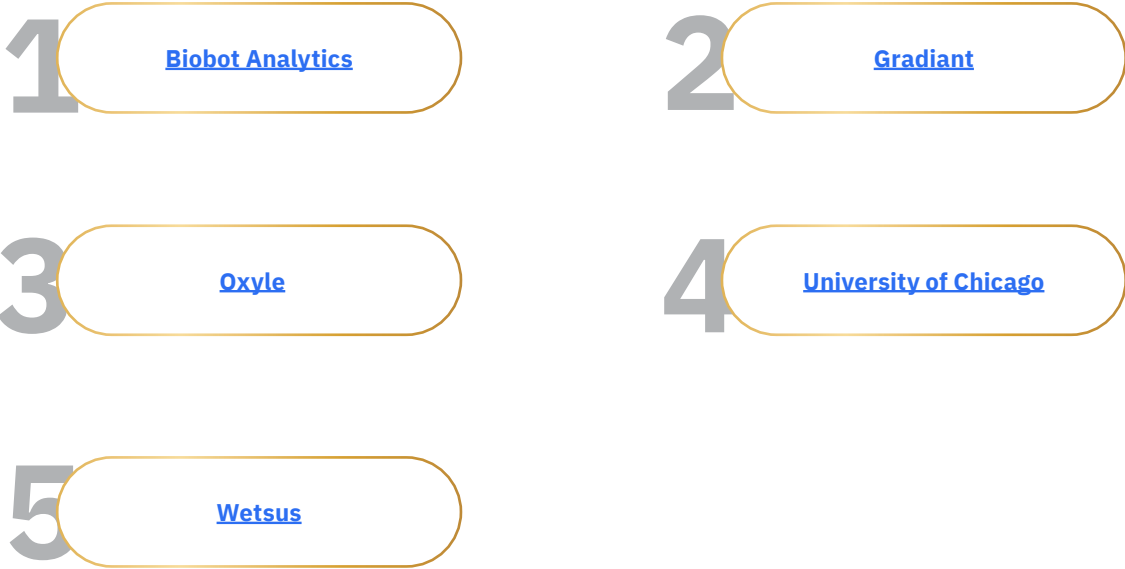 1
Biobot Analytics
2
Gradiant
3
Oxyle
4
University of Chicago
5
Wetsus